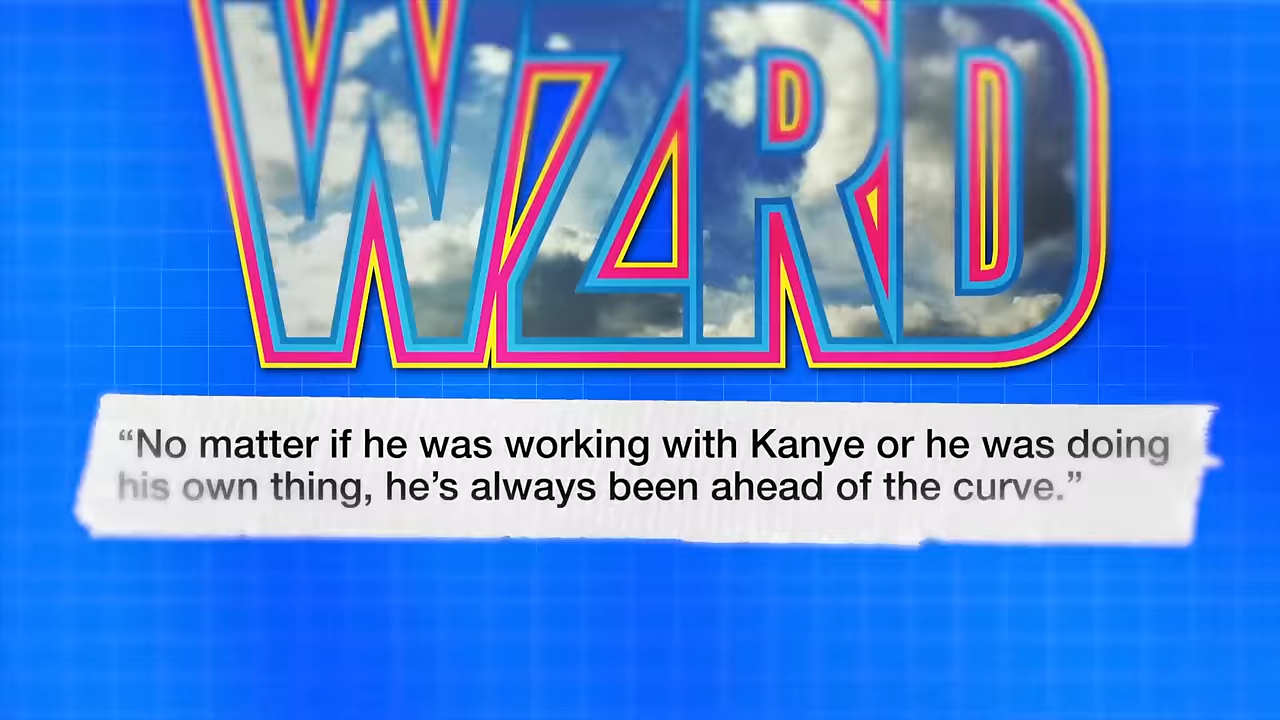 WZRD
“No matter if he was working with Kanye or he was doing
his own thing, he’s always been ahead of the curve.”